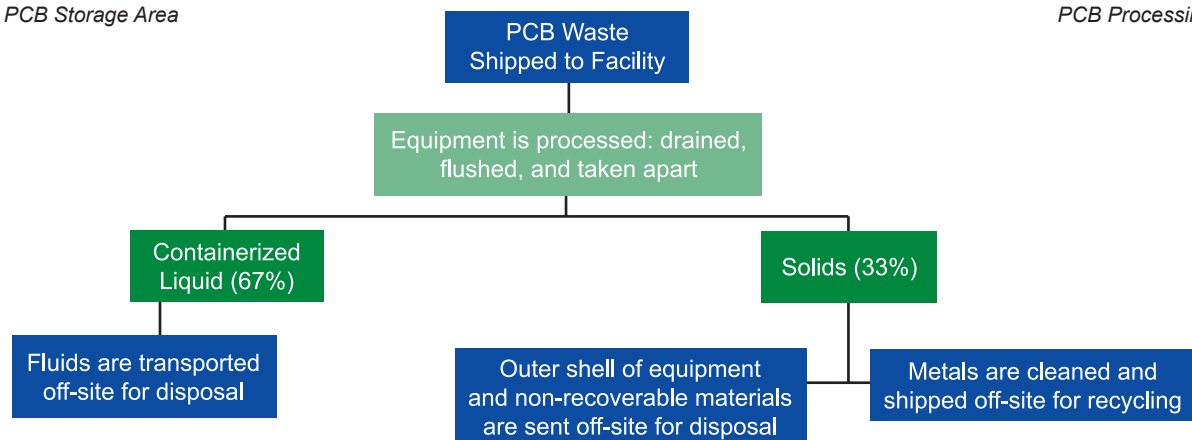 PCB Storage Area
PCB
PCB Waste
Shipped to Facility
Equipment is processed: drained,
flushed, and taken apart
Containerized
Liquid (67%)
Solids (33%)
Fluids are transported
off-site for disposal
Outer shell of equipment
and non-recoverable materials
are sent off-site for disposal
Metals are cleaned and
shipped off-site for recycling